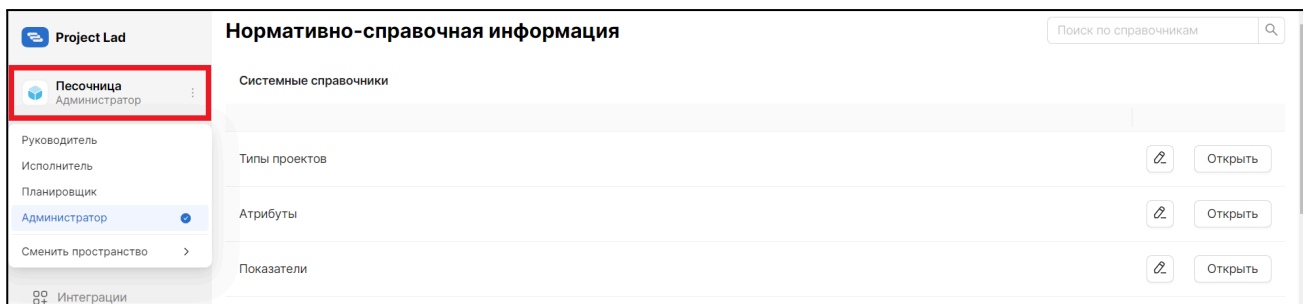 Project Lad
Нормативно-справочная информация
Поиск по справочникам
Песочница
Администратор
Системные справочники
Руководитель
Исполнитель
Планировщик
Администратор
Сменить пространство
Интеграции
Типы проектов
Открыть
Атрибуты
Открыть
Показатели
Открыть